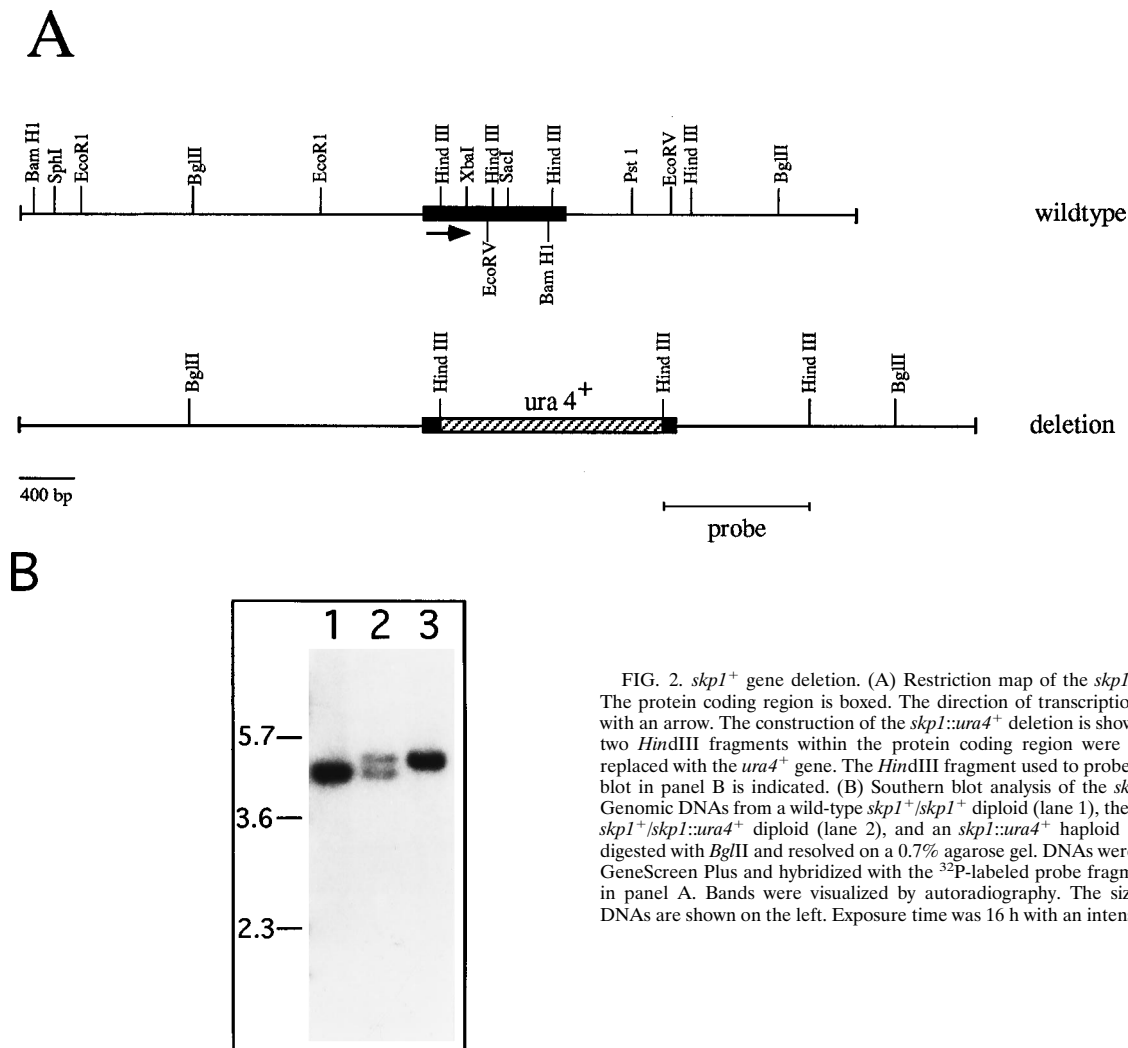 A
Bam H1
SphI
EcoR1
BglII
EcoR1
Hind III
XbaI
Hind III
SacI
Hind III
Pst 1
EcoRV
Hind III
BglII
wildtype
EcoRV
Bam H1
BglII
Hind III
ura 4+
Hind III
Hind III
BglII
deletion
400 bp
probe
B
1 2 3
5.7
3.6
2.3
FIG. 2. skp1+ gene deletion. (A) Restriction map of the skp1
The protein coding region is boxed. The direction of transcription
with an arrow. The construction of the skp1::ura4+ deletion is show
two HindIII fragments within the protein coding region were
replaced with the ura4+ gene. The HindIII fragment used to probe
blot in panel B is indicated. (B) Southern blot analysis of the sk
Genomic DNAs from a wild-type skp1+/skp1+ diploid (lane 1), the
skp1+/skp1::ura4+ diploid (lane 2), and an skp1::ura4+ haploid
digested with BglII and resolved on a 0.7% agarose gel. DNAs were
GeneScreen Plus and hybridized with the 32P-labeled probe fragm
in panel A. Bands were visualized by autoradiography. The siz
DNAs are shown on the left. Exposure time was 16 h with an intens